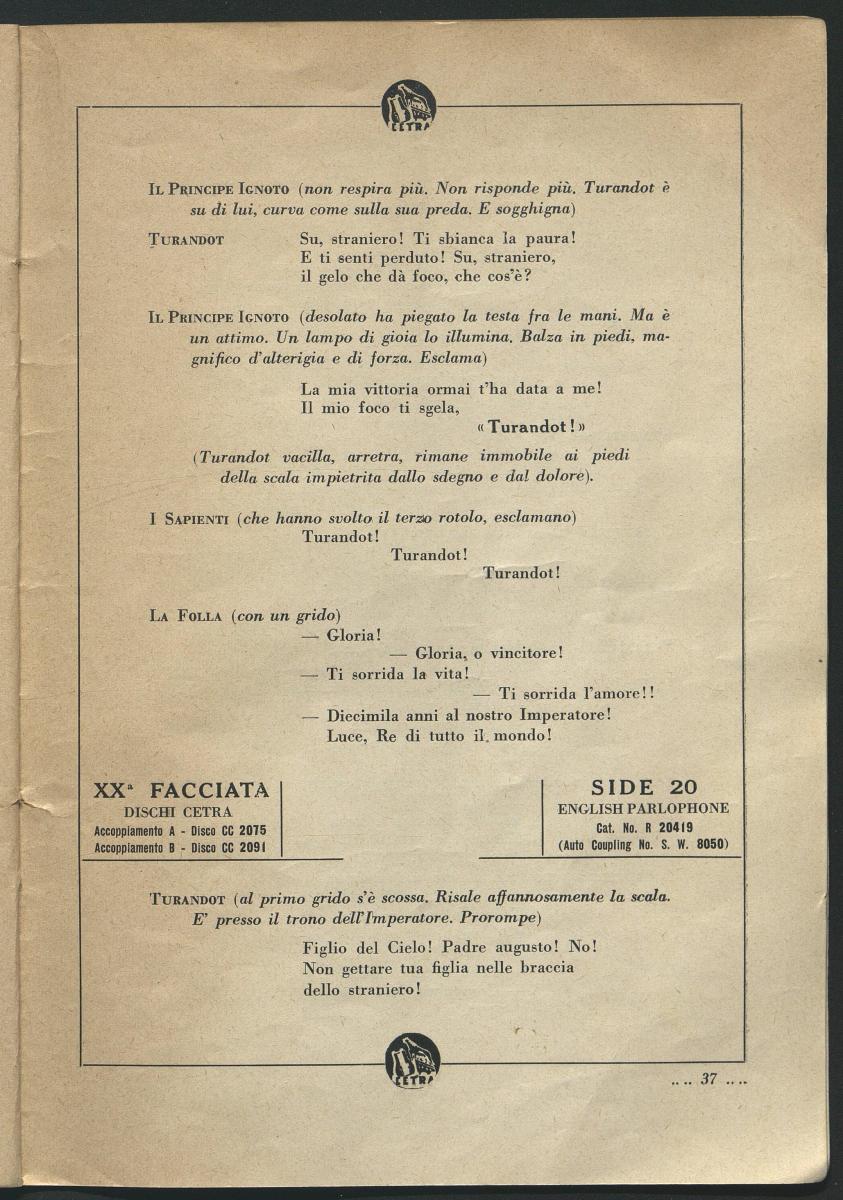 CETRA
IL PRINCIPE IGNOTO (non respira più. Non risponde più. Turandot è
su di lui, curva come sulla sua preda. E sogghigna)
TURANDOT Su, straniero! Ti sbianca la paura!
E ti senti perduto! Su, straniero,
il gelo che dà foco, che cos'è?
IL PRINCIPE IGNOTO (desolato ha piegato la testa fra le mani. Ma è
un attimo. Un lampo di gioia lo illumina. Balza in piedi, ma-
gnifico d'alterigia e di forza. Esclama)
La mia vittoria ormai t'ha data a me!
Il mio foco ti sgela,
«Turandot!»
(Turandot vacilla, arretra, rimane immobile ai piedi
della scala impietrita dallo sdegno e dal dolore).
I SAPIENTI (che hanno svolto il terzo rotolo, esclamano)
Turandot!
Turandot!
Turandot!
LA FOLLA (con un grido)
— Gloria!
— Gloria, o vincitore!
— Ti sorrida la vita!
— Ti sorrida l'amore!!
— Diecimila anni al nostro Imperatore!
Luce, Re di tutto il mondo!
XXª FACCIATA
DISCHI CETRA
Accoppiamento A - Disco CC 2075
Accoppiamento B - Disco CC 2091
SIDE 20
ENGLISH PARLOPHONE
Cat. No. R 20419
(Auto Coupling No. S. W. 8050)
TURANDOT (al primo grido s'è scossa. Risale affannosamente la scala.
E' presso il trono dell'Imperatore. Prorompe)
Figlio del Cielo! Padre augusto! No!
Non gettare tua figlia nelle braccia
dello straniero!
CETRA
.. .. 37 .. ..